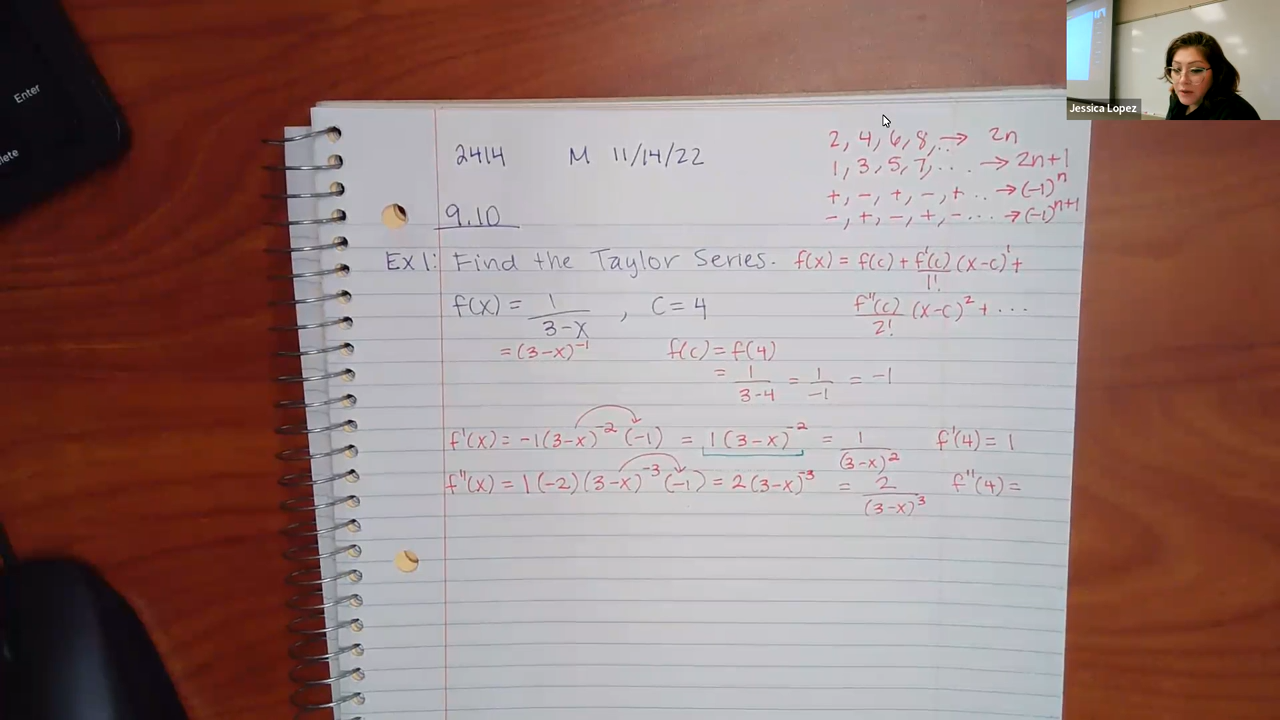 Enter
lete
Jessica Lopez
2414 M 11/14/22
2, 4, 6, 8, ... → 2n
1, 3, 5, 7, ... → 2n+1
+, -, +, -, + ... → (-1)^n
-, +, -, +, - ... → (-1)^{n+1}
9.10
Ex 1: Find the Taylor Series. f(x) = f(c) + f'(c)/1! (x-c)^1 +
f(x) = 1/(3-x) , C = 4 f''(c)/2! (x-c)^2 + ...
= (3-x)^{-1} f(c) = f(4)
= 1/(3-4) = 1/-1 = -1
f'(x) = -1(3-x)^{-2}(-1) = 1(3-x)^{-2} = 1/(3-x)^2 f'(4) = 1
f''(x) = 1(-2)(3-x)^{-3}(-1) = 2(3-x)^{-3} = 2/(3-x)^3 f''(4) =